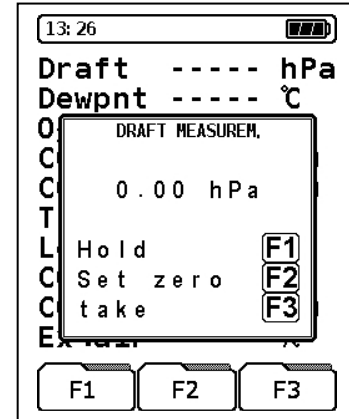 13:26
Draft ----- hPa
Dewpnt ----- °C
DRAFT MEASUREM.
0.00 hPa
Hold F1
Set zero F2
take F3
F1 F2 F3